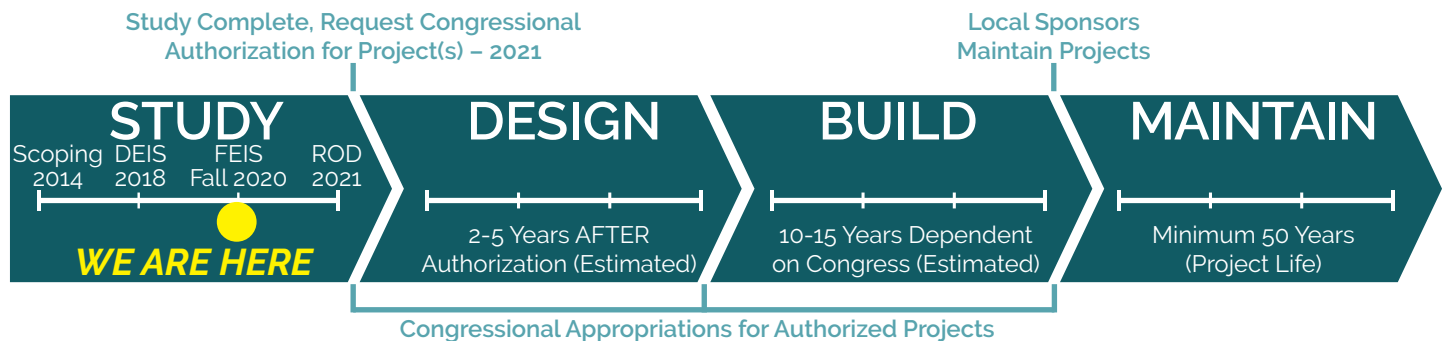 Study Complete, Request Congressional
Authorization for Project(s) – 2021
Local Sponsors
Maintain Projects
STUDY
Scoping
2014
DEIS
2018
FEIS
Fall 2020
ROD
2021
WE ARE HERE
DESIGN
2-5 Years AFTER
Authorization (Estimated)
BUILD
10-15 Years Dependent
on Congress (Estimated)
MAINTAIN
Minimum 50 Years
(Project Life)
Congressional Appropriations for Authorized Projects